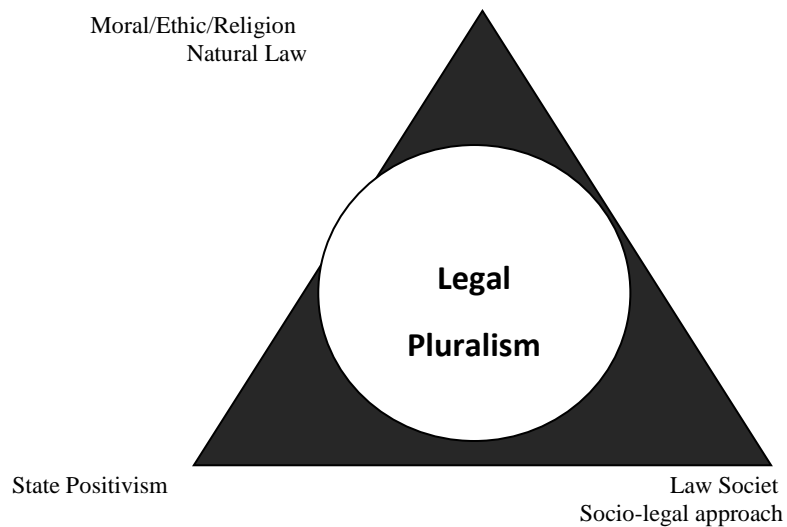 Moral/Ethic/Religion
Natural Law
Legal
Pluralism
State Positivism
Law Societ
Socio-legal approach